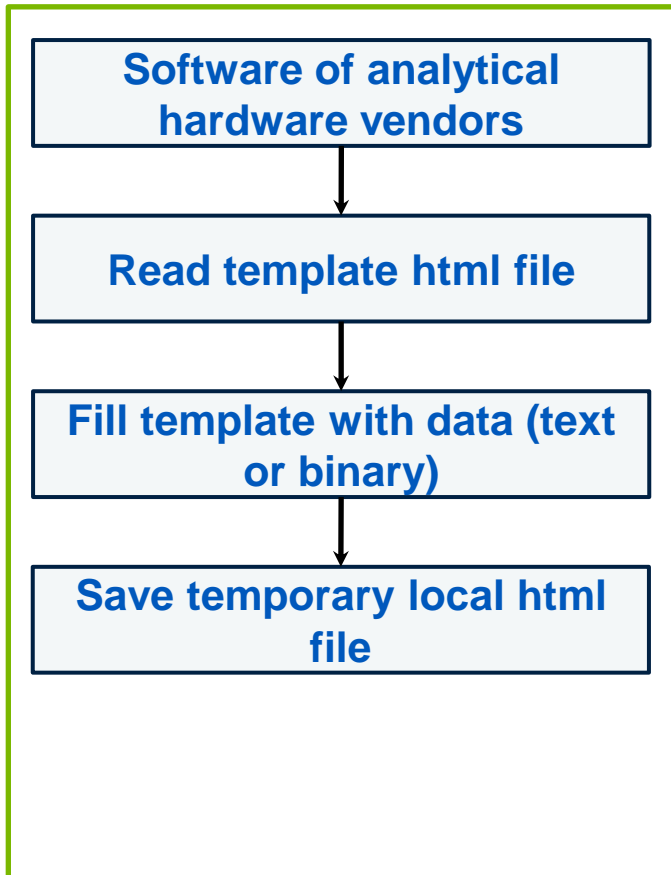 Software of analytical
hardware vendors
Read template html file
Fill template with data (text
or binary)
Save temporary local html
file